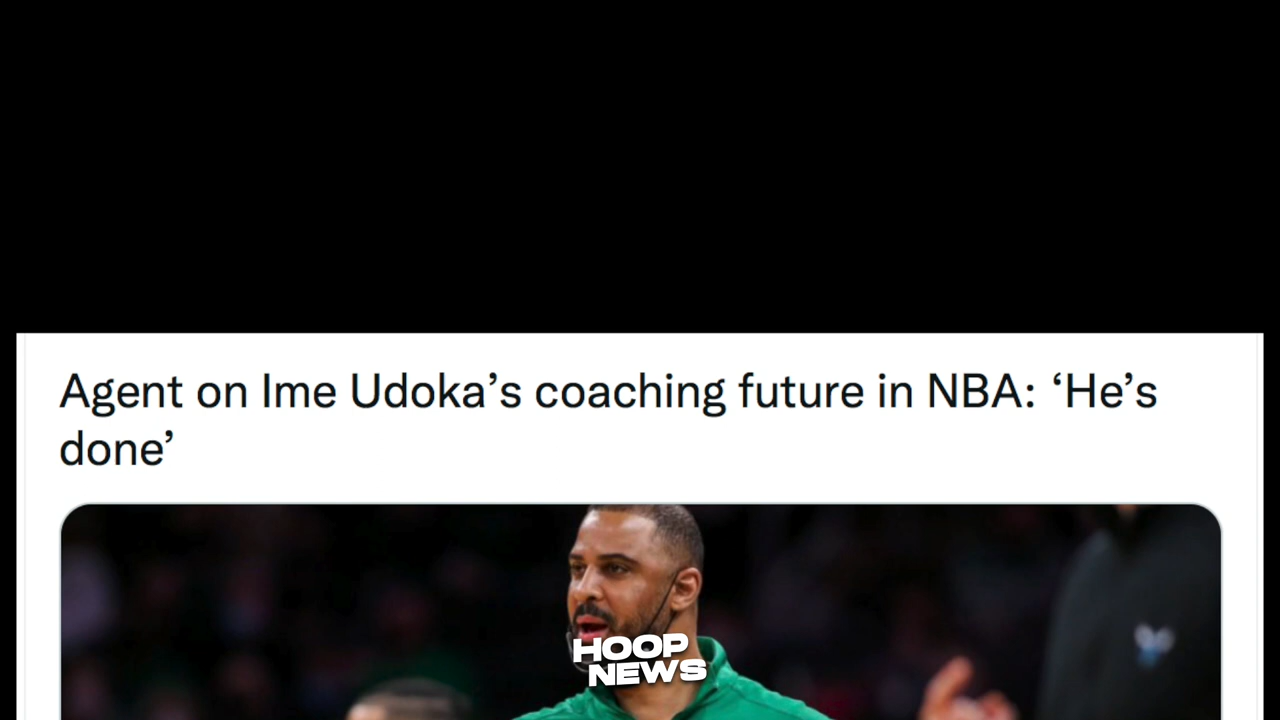 Agent on Ime Udoka’s coaching future in NBA: ‘He’s
done’
HOOP
NEWS